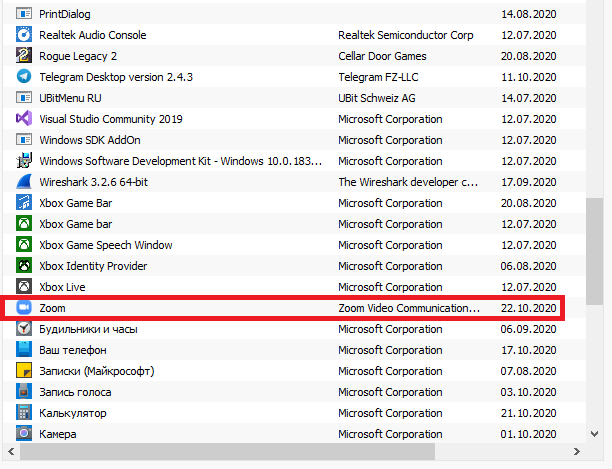 PrintDialog 14.08.2020
Realtek Audio Console Realtek Semiconductor Corp 12.07.2020
Rogue Legacy 2 Cellar Door Games 20.08.2020
Telegram Desktop version 2.4.3 Telegram FZ-LLC 11.10.2020
UBitMenu RU UBit Schweiz AG 14.07.2020
Visual Studio Community 2019 Microsoft Corporation 12.07.2020
Windows SDK AddOn Microsoft Corporation 12.07.2020
Windows Software Development Kit - Windows 10.0.183... Microsoft Corporation 12.07.2020
Wireshark 3.2.6 64-bit The Wireshark developer c... 17.09.2020
Xbox Game Bar Microsoft Corporation 20.08.2020
Xbox Game bar Microsoft Corporation 12.07.2020
Xbox Game Speech Window Microsoft Corporation 12.07.2020
Xbox Identity Provider Microsoft Corporation 06.08.2020
Xbox Live Microsoft Corporation 12.07.2020
Zoom Zoom Video Communication... 22.10.2020
Будильники и часы Microsoft Corporation 06.09.2020
Ваш телефон Microsoft Corporation 17.10.2020
Записки (Майкрософт) Microsoft Corporation 07.08.2020
Запись голоса Microsoft Corporation 03.10.2020
Калькулятор Microsoft Corporation 21.10.2020
Камера Microsoft Corporation 01.10.2020